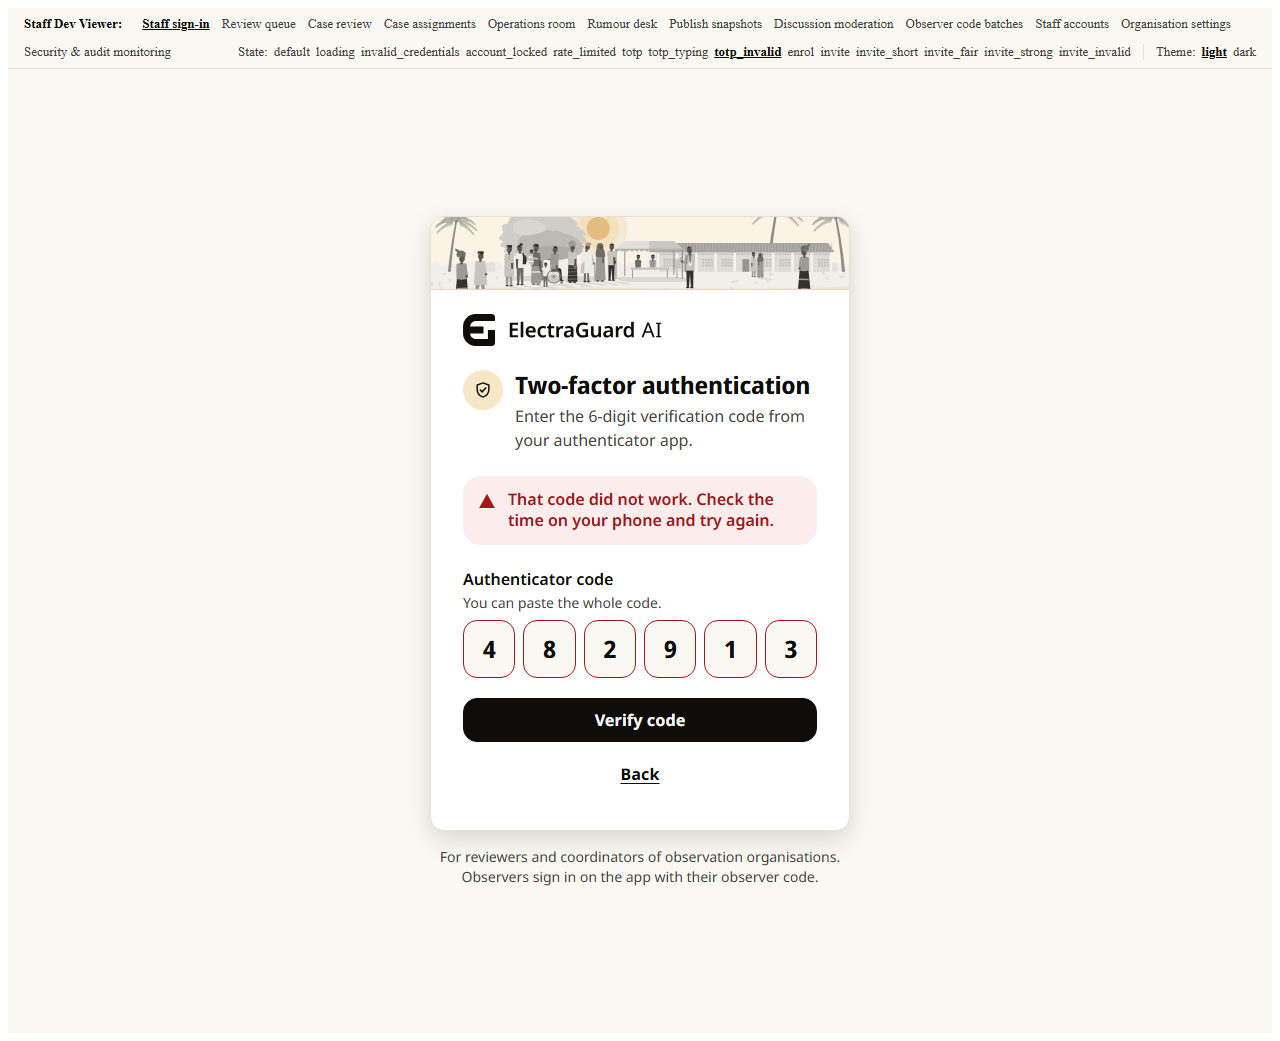 Staff Dev Viewer: Staff sign-in Review queue Case review Case assignments Operations room Rumour desk Publish snapshots Discussion moderation Observer code batches Staff accounts Organisation settings
Security & audit monitoring State: default loading invalid_credentials account_locked rate_limited totp totp_typing totp_invalid enrol invite invite_short invite_fair invite_strong invite_invalid Theme: light dark
ElectraGuard AI
Two-factor authentication
Enter the 6-digit verification code from
your authenticator app.
That code did not work. Check the
time on your phone and try again.
Authenticator code
You can paste the whole code.
4 8 2 9 1 3
Verify code
Back
For reviewers and coordinators of observation organisations.
Observers sign in on the app with their observer code.